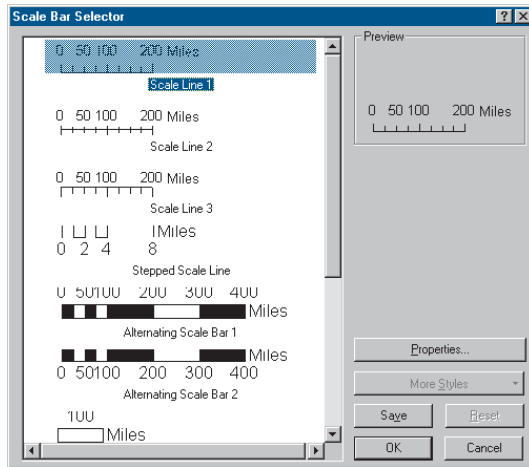 Scale Bar Selector
0 50 100 200 Miles
Scale Line 1
0 50 100 200 Miles
Scale Line 2
0 50 100 200 Miles
Scale Line 3
Miles
0 2 4 8
Stepped Scale Line
0 50100 200 300 400
Miles
Alternating Scale Bar 1
Miles
0 50100 200 300 400
Alternating Scale Bar 2
100
Miles
Preview
0 50 100 200 Miles
Properties...
More Styles
Save Reset
OK Cancel